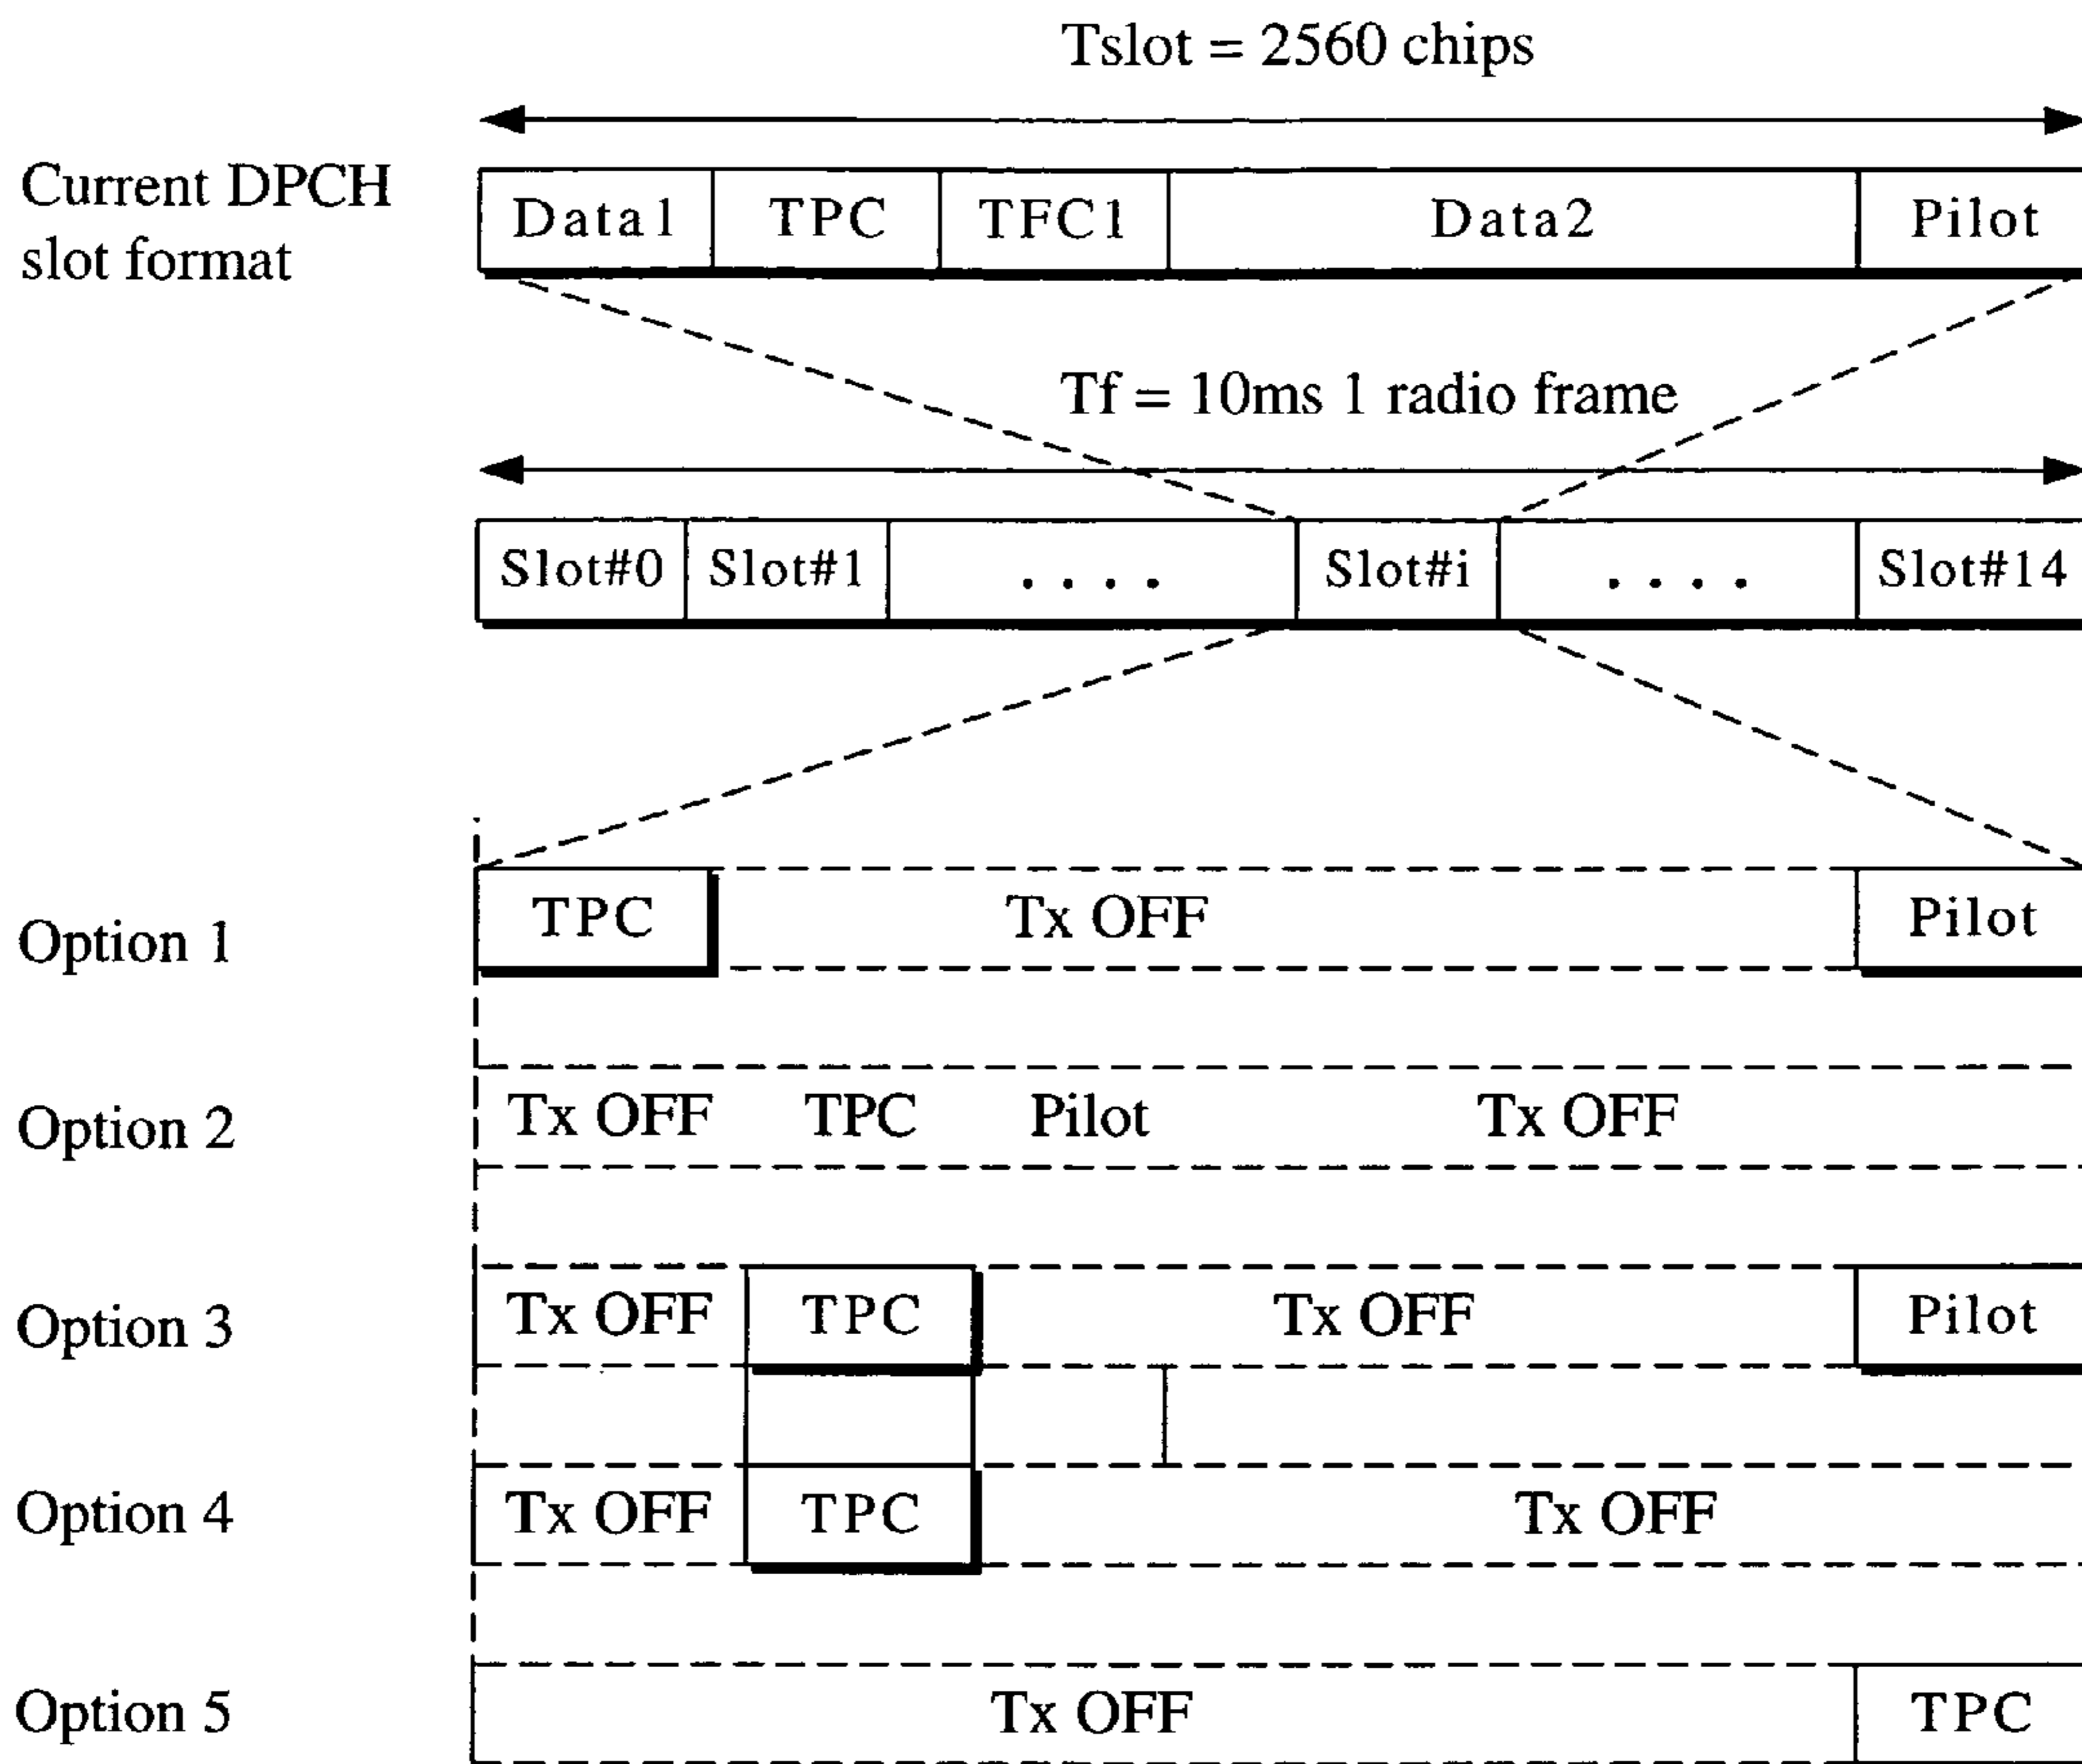 Tslot = 2560 chips
Current DPCH
slot format
Data1 TPC TFC1 Data2 Pilot
Tf = 10ms 1 radio frame
Slot#0 Slot#1 .... Slot#i .... Slot#14
Option 1 TPC Tx OFF Pilot
Option 2 Tx OFF TPC Pilot Tx OFF
Option 3 Tx OFF TPC Tx OFF Pilot
Option 4 Tx OFF TPC Tx OFF
Option 5 Tx OFF TPC